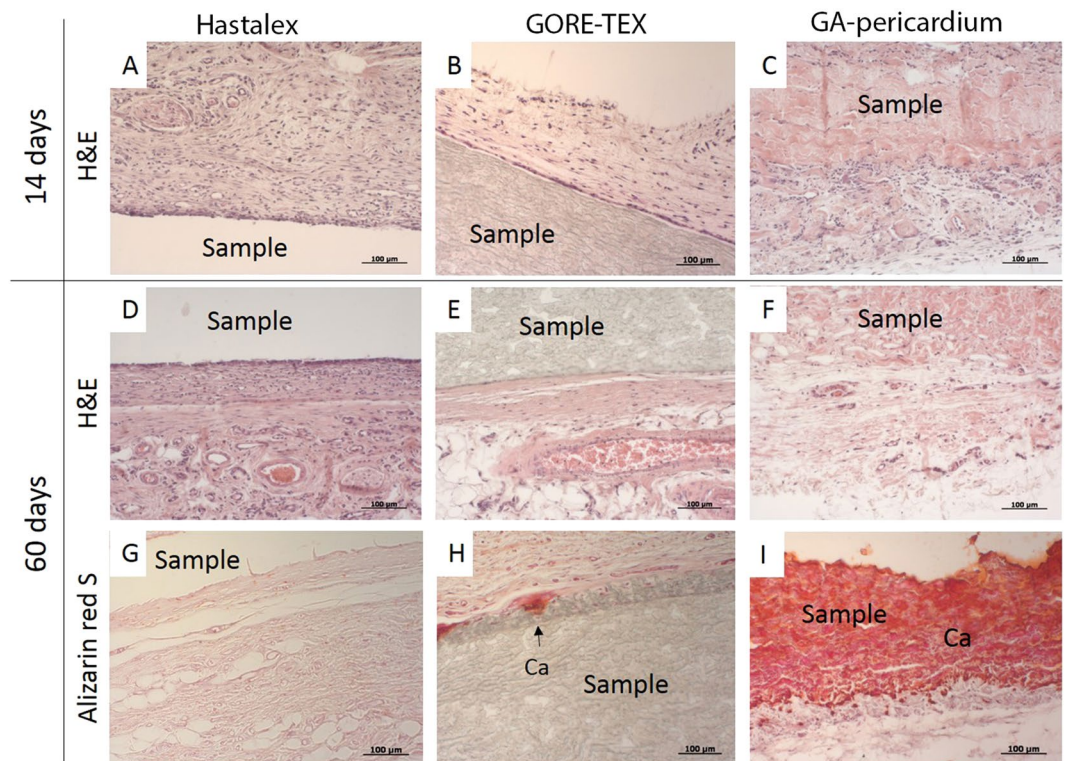 Hastalex GORE-TEX GA-pericardium
14 days
H&E
A
Sample
100 µm
B
Sample
100 µm
C
Sample
100 µm
60 days
H&E
D
Sample
100 µm
E
Sample
100 µm
F
Sample
100 µm
Alizarin red S
G
Sample
100 µm
H
Ca
Sample
100 µm
I
Sample
Ca
100 µm